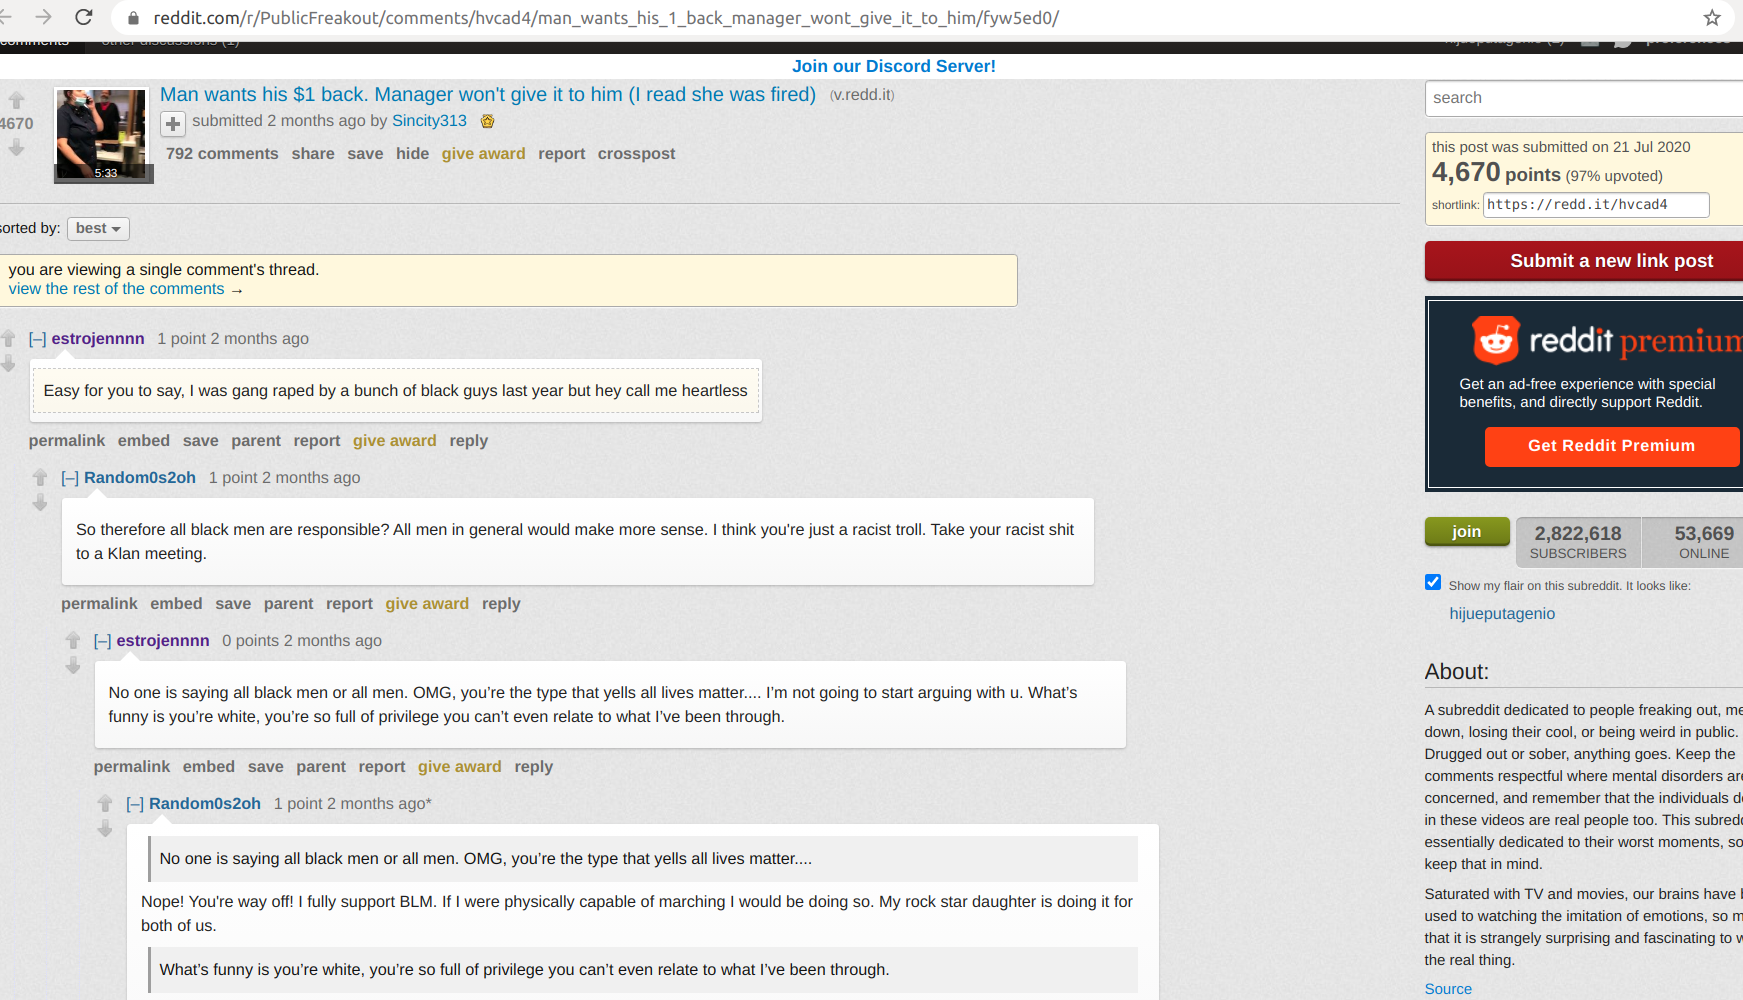 reddit.com/r/PublicFreakout/comments/hvcad4/man_wants_his_1_back_manager_wont_give_it_to_him/fyw5ed0/
comments other discussions (1)
hijueputagenio preferences
Join our Discord Server!
4670
5:33
Man wants his $1 back. Manager won't give it to him (I read she was fired) (v.redd.it)
submitted 2 months ago by Sincity313
792 comments share save hide give award report crosspost
sorted by: best
you are viewing a single comment's thread.
view the rest of the comments →
[–] estrojennnn 1 point 2 months ago
Easy for you to say, I was gang raped by a bunch of black guys last year but hey call me heartless
permalink embed save parent report give award reply
[–] Random0s2oh 1 point 2 months ago
So therefore all black men are responsible? All men in general would make more sense. I think you're just a racist troll. Take your racist shit
to a Klan meeting.
permalink embed save parent report give award reply
[–] estrojennnn 0 points 2 months ago
No one is saying all black men or all men. OMG, you’re the type that yells all lives matter.... I’m not going to start arguing with u. What’s
funny is you’re white, you’re so full of privilege you can’t even relate to what I’ve been through.
permalink embed save parent report give award reply
[–] Random0s2oh 1 point 2 months ago*
No one is saying all black men or all men. OMG, you’re the type that yells all lives matter....
Nope! You're way off! I fully support BLM. If I were physically capable of marching I would be doing so. My rock star daughter is doing it for
both of us.
What’s funny is you’re white, you’re so full of privilege you can’t even relate to what I’ve been through.
search
this post was submitted on 21 Jul 2020
4,670 points (97% upvoted)
shortlink: https://redd.it/hvcad4
Submit a new link post
reddit premium
Get an ad-free experience with special
benefits, and directly support Reddit.
Get Reddit Premium
join
2,822,618 53,669
SUBSCRIBERS ONLINE
Show my flair on this subreddit. It looks like:
hijueputagenio
About:
A subreddit dedicated to people freaking out, me
down, losing their cool, or being weird in public.
Drugged out or sober, anything goes. Keep the
comments respectful where mental disorders are
concerned, and remember that the individuals
in these videos are real people too. This subred
essentially dedicated to their worst moments, so
keep that in mind.
Saturated with TV and movies, our brains have
used to watching the imitation of emotions, so m
that it is strangely surprising and fascinating to w
the real thing.
Source